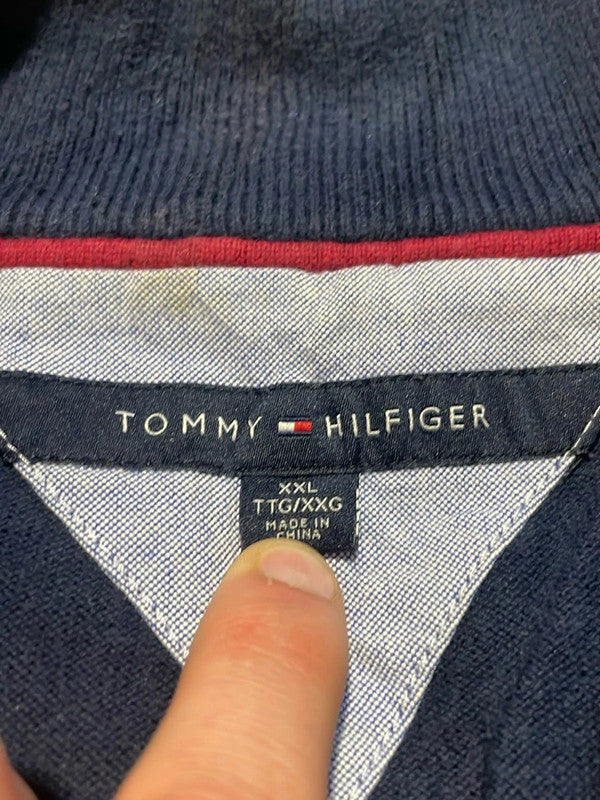 TOMMY HILFIGER
XXL
TTG/XXG
MADE IN
CHINA